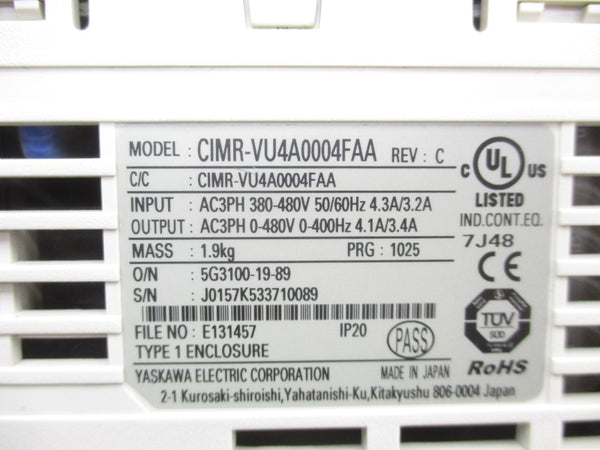 MODEL : CIMR-VU4A0004FAA REV : C
C/C : CIMR-VU4A0004FAA
INPUT : AC3PH 380-480V 50/60Hz 4.3A/3.2A
OUTPUT : AC3PH 0-480V 0-400Hz 4.1A/3.4A
MASS : 1.9kg PRG : 1025
O/N : 5G3100-19-89
S/N : J0157K533710089
FILE NO : E131457 IP20
TYPE 1 ENCLOSURE
PASS
YASKAWA ELECTRIC CORPORATION MADE IN JAPAN
2-1 Kurosaki-shiroishi,Yahatanishi-Ku,Kitakyushu 806-0004 Japan
C UL US
LISTED
IND.CONT.EQ.
7J48
CE
TÜV
SÜD
RoHS